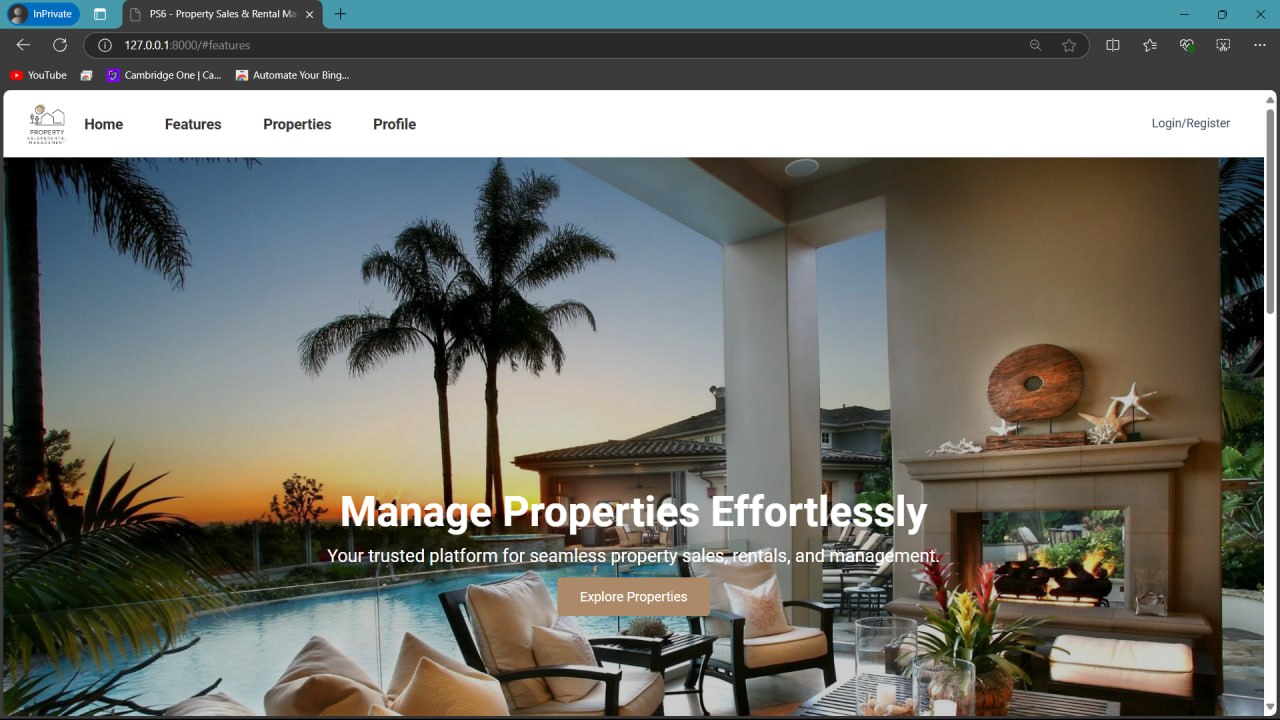 InPrivate
PS6 - Property Sales & Rental Ma
127.0.0.1:8000/#features
YouTube
Cambridge One | Ca...
Automate Your Bing...
PROPERTY
MANAGEMENT
Home
Features
Properties
Profile
Login/Register
Manage Properties Effortlessly
Your trusted platform for seamless property sales, rentals, and management.
Explore Properties